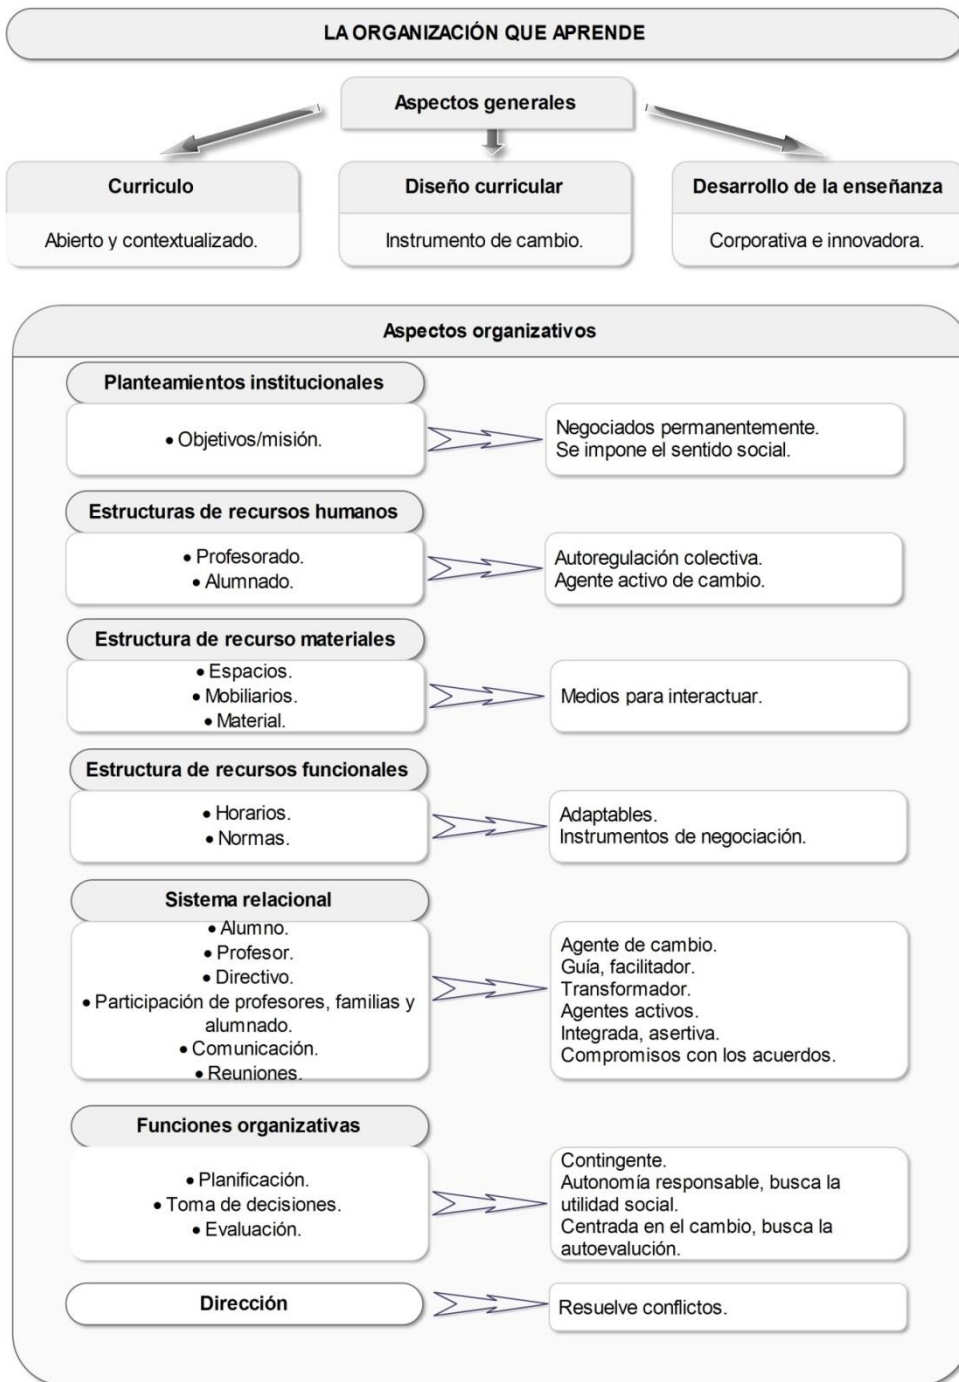 LA ORGANIZACIÓN QUE APRENDE
Aspectos generales
Curriculo
Abierto y contextualizado.
Diseño curricular
Instrumento de cambio.
Desarrollo de la enseñanza
Corporativa e innovadora.
Aspectos organizativos
Planteamientos institucionales
• Objetivos/misión.
Negociados permanentemente.
Se impone el sentido social.
Estructuras de recursos humanos
• Profesorado.
• Alumnado.
Autoregulación colectiva.
Agente activo de cambio.
Estructura de recurso materiales
• Espacios.
• Mobiliarios.
• Material.
Medios para interactuar.
Estructura de recursos funcionales
• Horarios.
• Normas.
Adaptables.
Instrumentos de negociación.
Sistema relacional
• Alumno.
• Profesor.
• Directivo.
• Participación de profesores, familias y
alumnado.
• Comunicación.
• Reuniones.
Agente de cambio.
Guía, facilitador.
Transformador.
Agentes activos.
Integrada, asertiva.
Compromisos con los acuerdos.
Funciones organizativas
• Planificación.
• Toma de decisiones.
• Evaluación.
Contingente.
Autonomía responsable, busca la
utilidad social.
Centrada en el cambio, busca la
autoevalución.
Dirección
Resuelve conflictos.